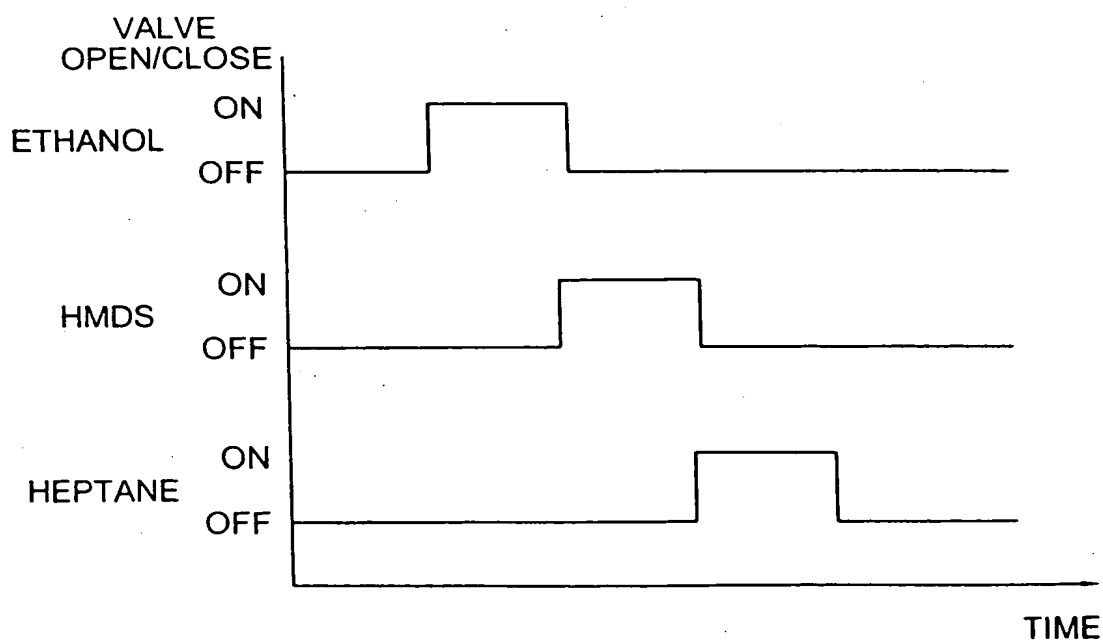 VALVE
OPEN/CLOSE
ON
ETHANOL
OFF
ON
HMDS
OFF
ON
HEPTANE
OFF
TIME